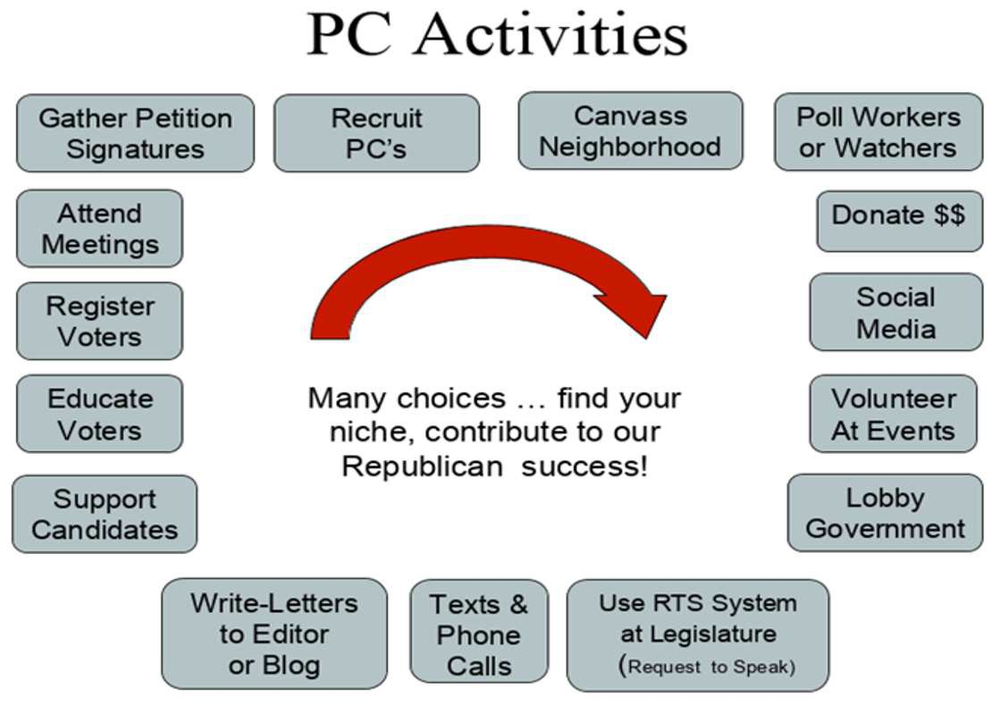 PC Activities
Gather Petition
Signatures
Recruit
PC's
Canvass
Neighborhood
Poll Workers
or Watchers
Attend
Meetings
Donate $$
Register
Voters
Social
Media
Educate
Voters
Many choices … find your
niche, contribute to our
Republican success!
Volunteer
At Events
Support
Candidates
Lobby
Government
Write-Letters
to Editor
or Blog
Texts &
Phone
Calls
Use RTS System
at Legislature
(Request to Speak)